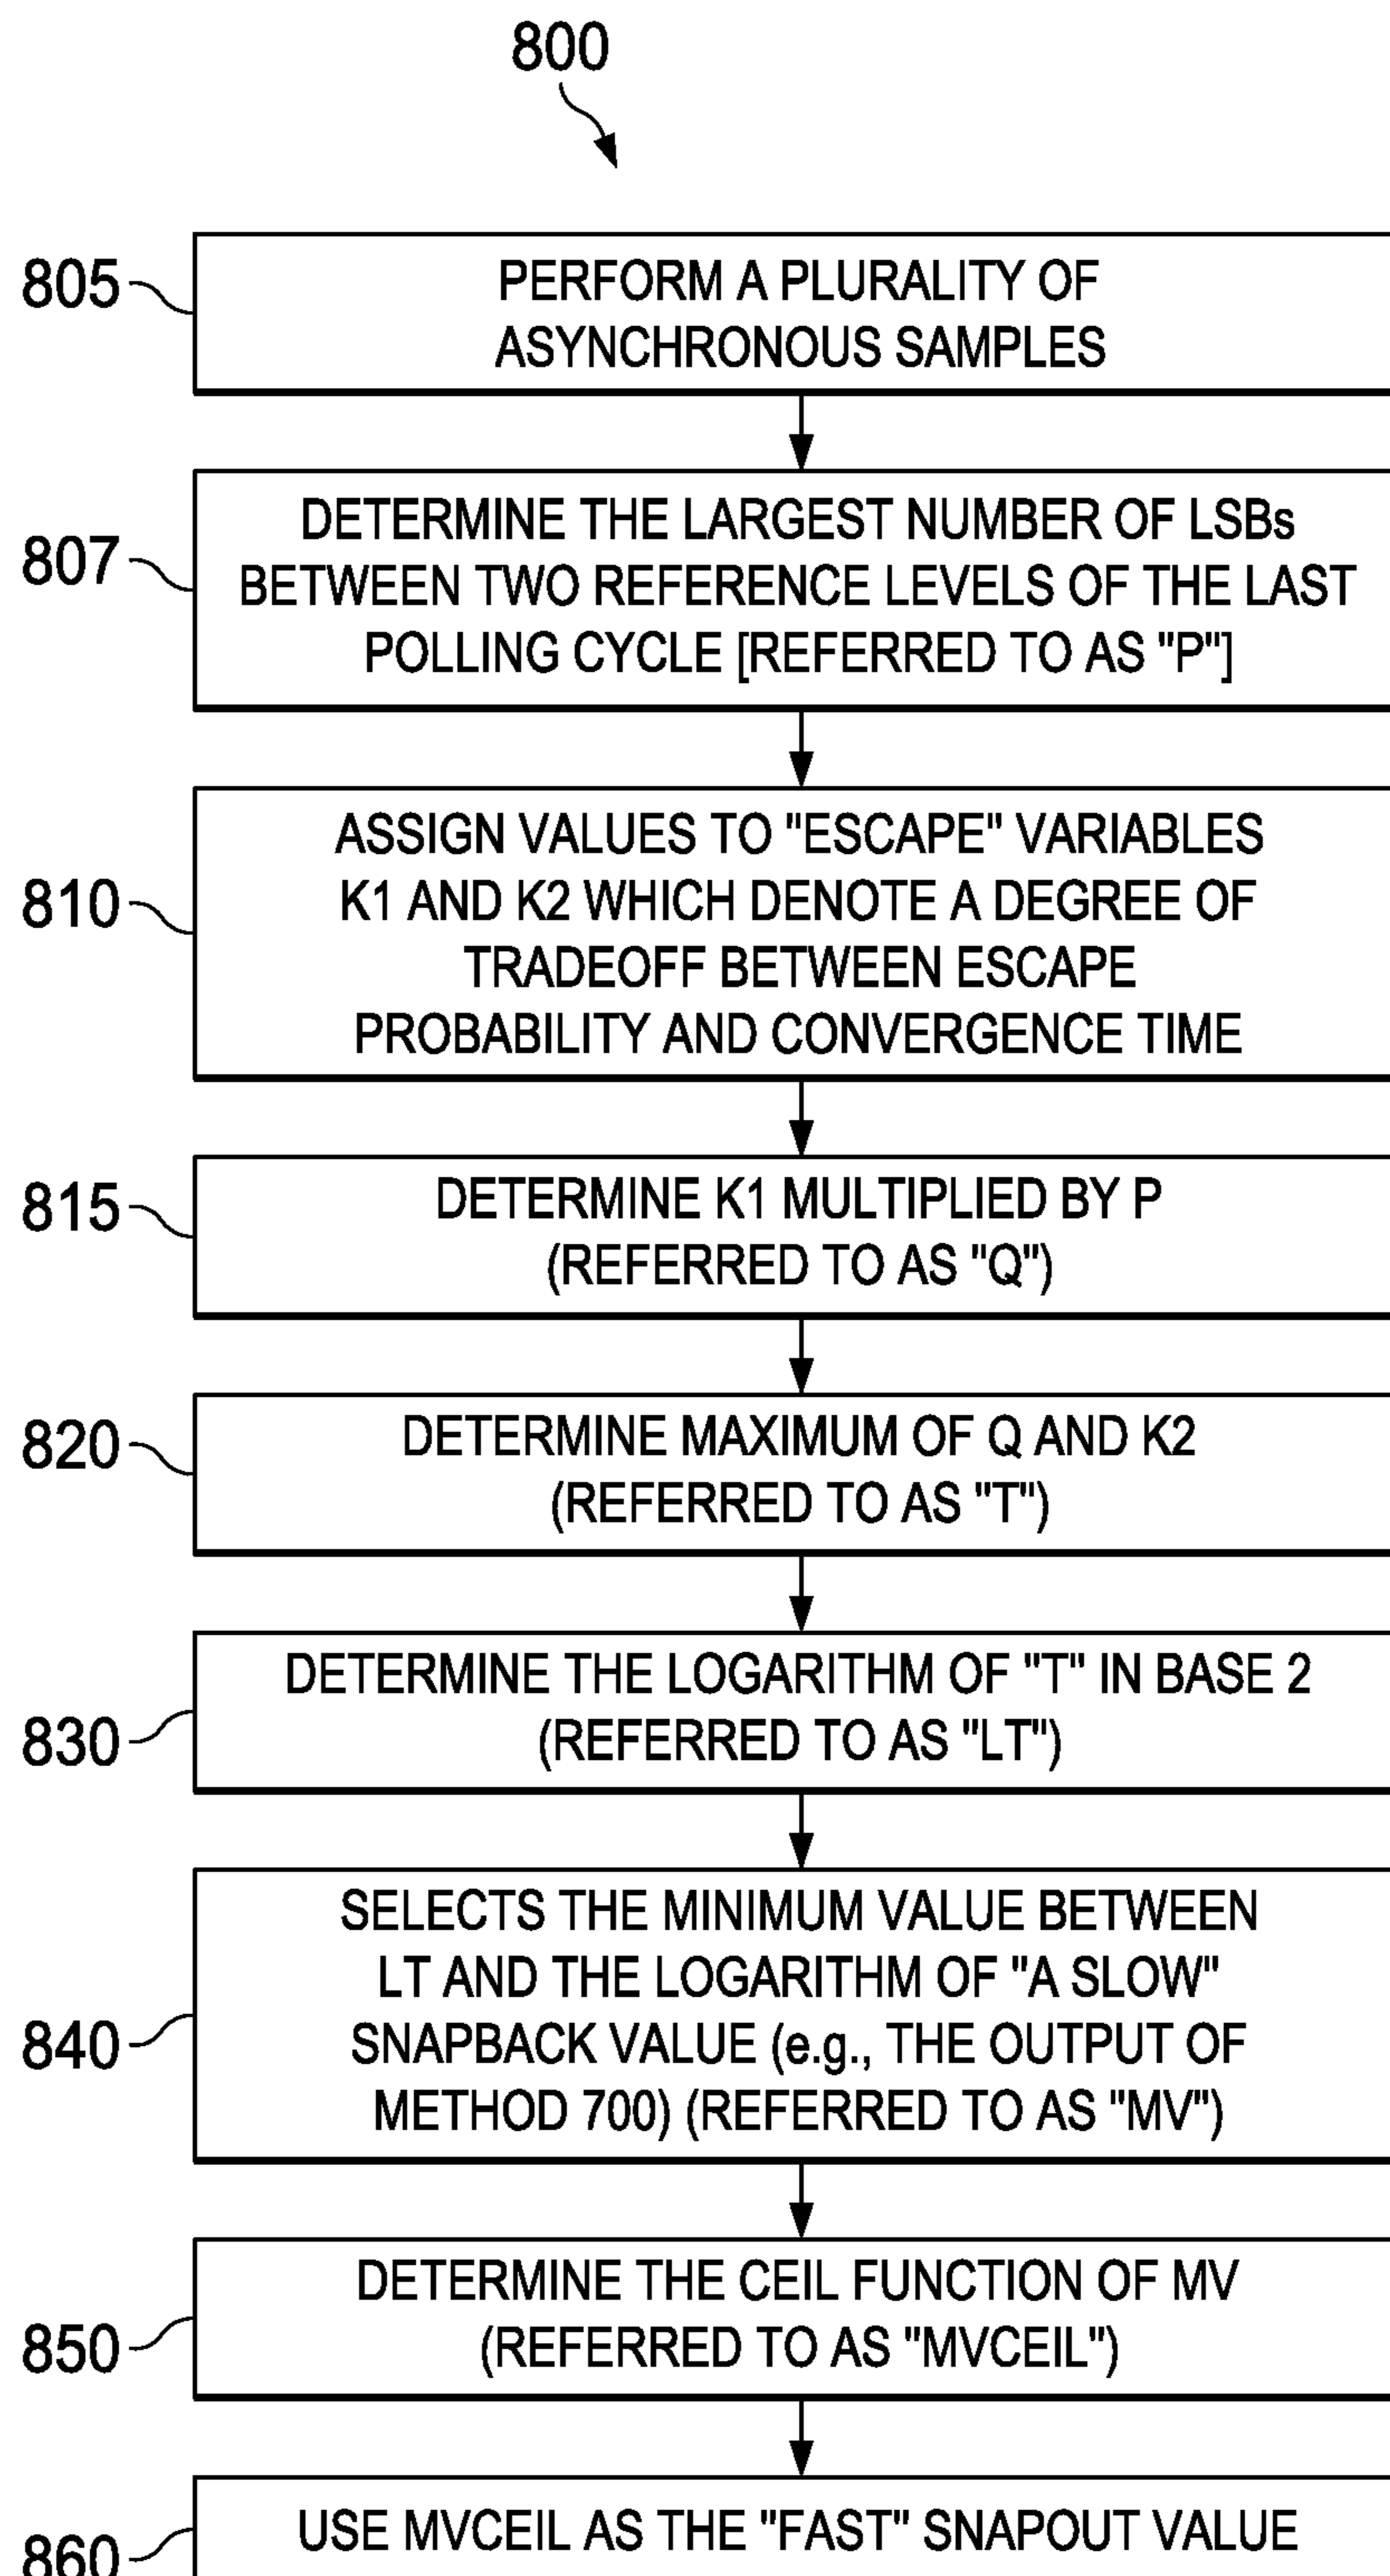 800
805
PERFORM A PLURALITY OF
ASYNCHRONOUS SAMPLES
807
DETERMINE THE LARGEST NUMBER OF LSBs
BETWEEN TWO REFERENCE LEVELS OF THE LAST
POLLING CYCLE [REFERRED TO AS "P"]
810
ASSIGN VALUES TO "ESCAPE" VARIABLES
K1 AND K2 WHICH DENOTE A DEGREE OF
TRADEOFF BETWEEN ESCAPE
PROBABILITY AND CONVERGENCE TIME
815
DETERMINE K1 MULTIPLIED BY P
(REFERRED TO AS "Q")
820
DETERMINE MAXIMUM OF Q AND K2
(REFERRED TO AS "T")
830
DETERMINE THE LOGARITHM OF "T" IN BASE 2
(REFERRED TO AS "LT")
840
SELECTS THE MINIMUM VALUE BETWEEN
LT AND THE LOGARITHM OF "A SLOW"
SNAPBACK VALUE (e.g., THE OUTPUT OF
METHOD 700) (REFERRED TO AS "MV")
850
DETERMINE THE CEIL FUNCTION OF MV
(REFERRED TO AS "MVCEIL")
860
USE MVCEIL AS THE "FAST" SNAPOUT VALUE